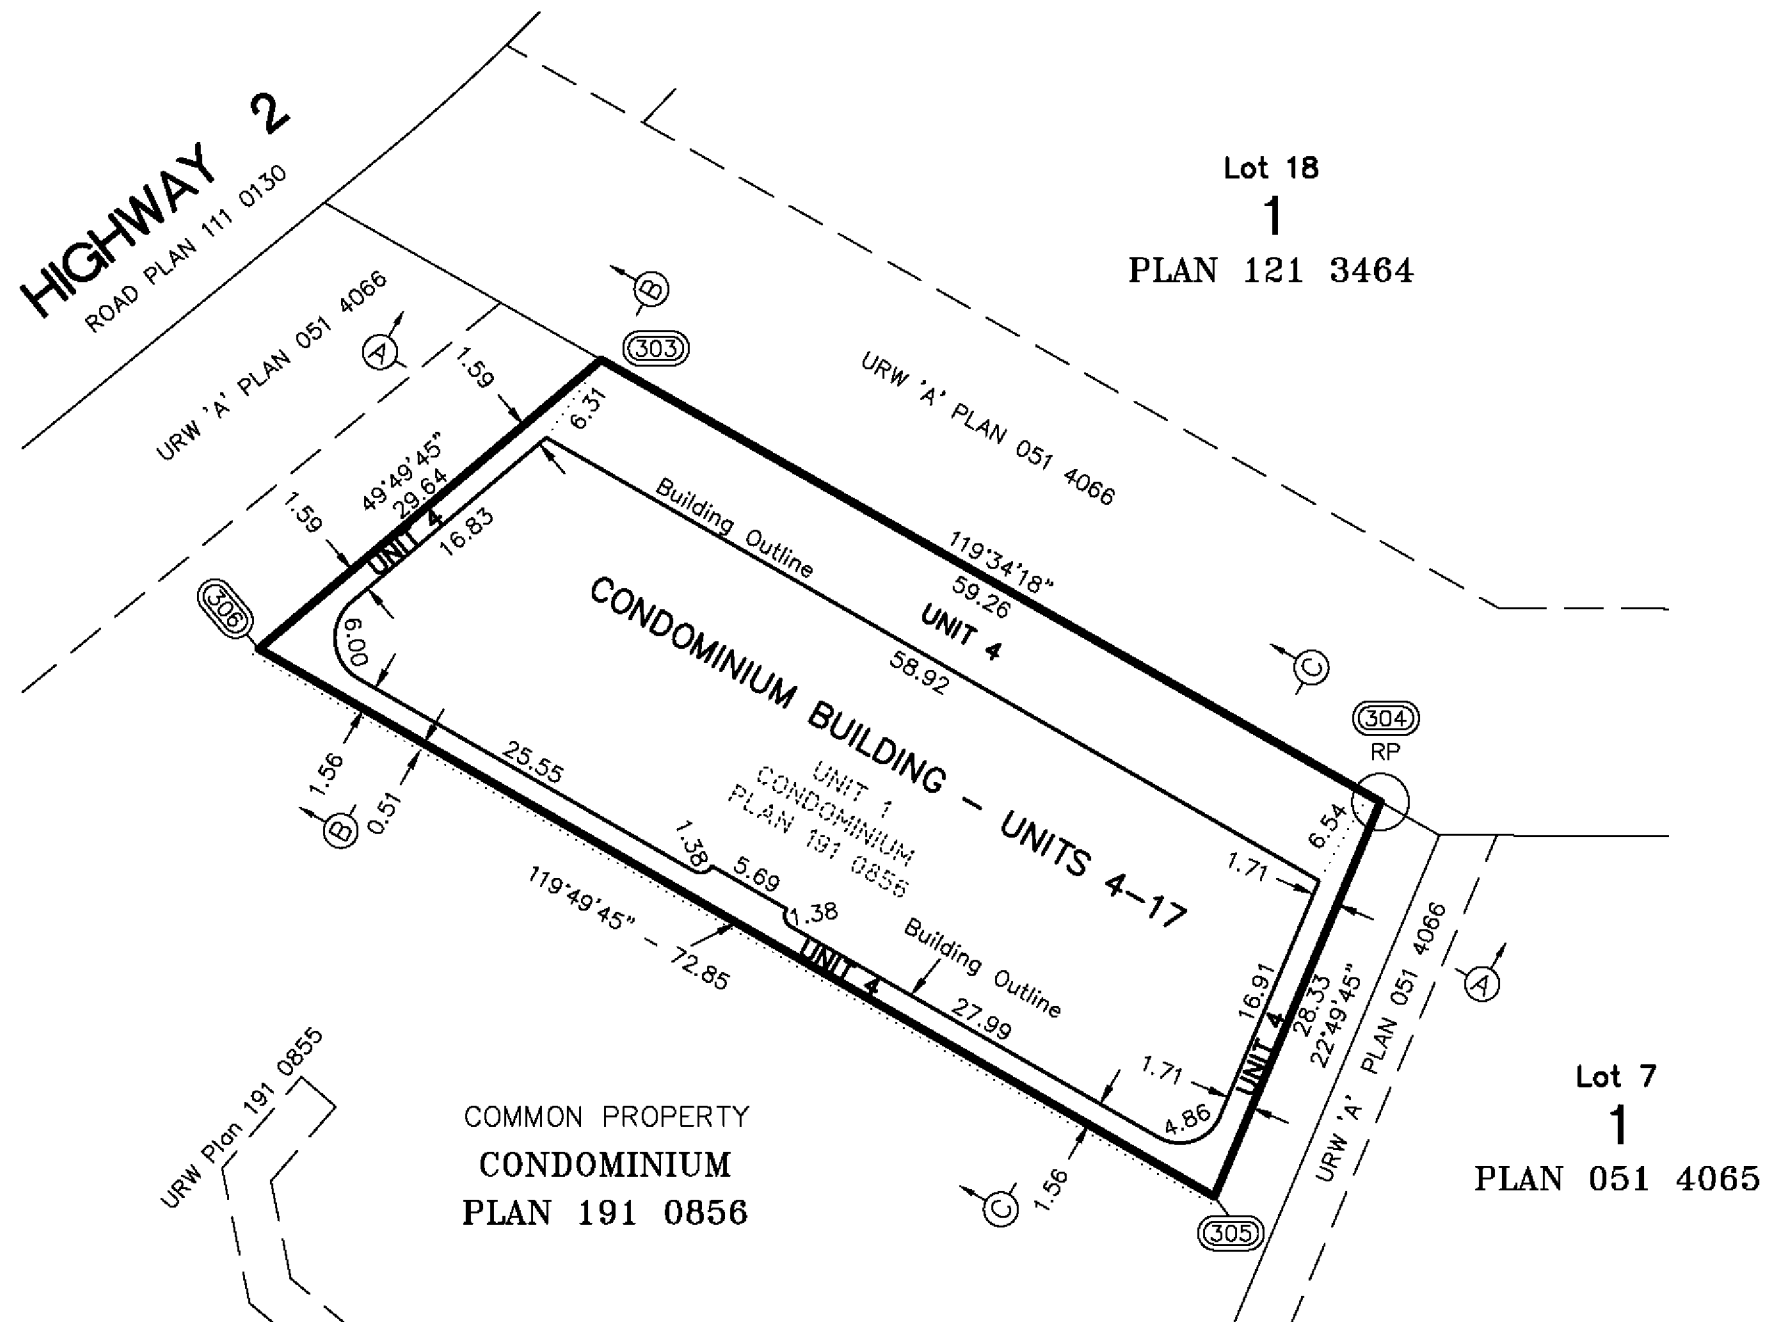 HIGHWAY 2
ROAD PLAN 111 0130
Lot 18
1
PLAN 121 3464
URW 'A' PLAN 051 4066
A
B
303
1.59
6.31
URW 'A' PLAN 051 4066
49°49'45"
29.64
UNIT 4
16.83
1.59
306
Building Outline
119°34'18"
59.26
UNIT 4
58.92
C
304
RP
6.00
CONDOMINIUM BUILDING - UNITS 4-17
UNIT 1
CONDOMINIUM
PLAN 191 0856
1.56
B
0.51
25.55
1.38
5.69
1.38
119°49'45" - 72.85
UNIT 4
Building Outline
27.99
1.71
6.54
16.91
UNIT 4
28.33
22°49'45"
URW 'A' PLAN 051 4066
A
1.71
4.86
1.56
C
305
URW Plan 191 0855
COMMON PROPERTY
CONDOMINIUM
PLAN 191 0856
Lot 7
1
PLAN 051 4065